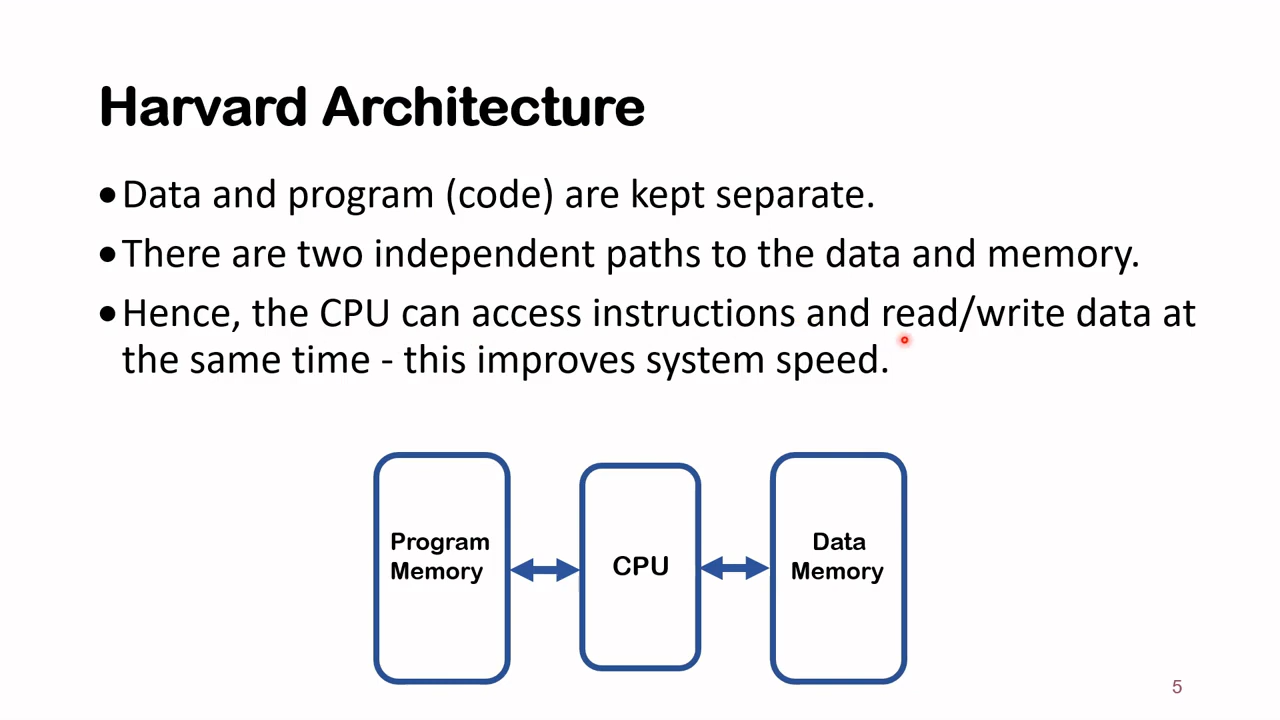 Harvard Architecture
•Data and program (code) are kept separate.
•There are two independent paths to the data and memory.
•Hence, the CPU can access instructions and read/write data at
the same time - this improves system speed.
Program
Memory
CPU
Data
Memory
5